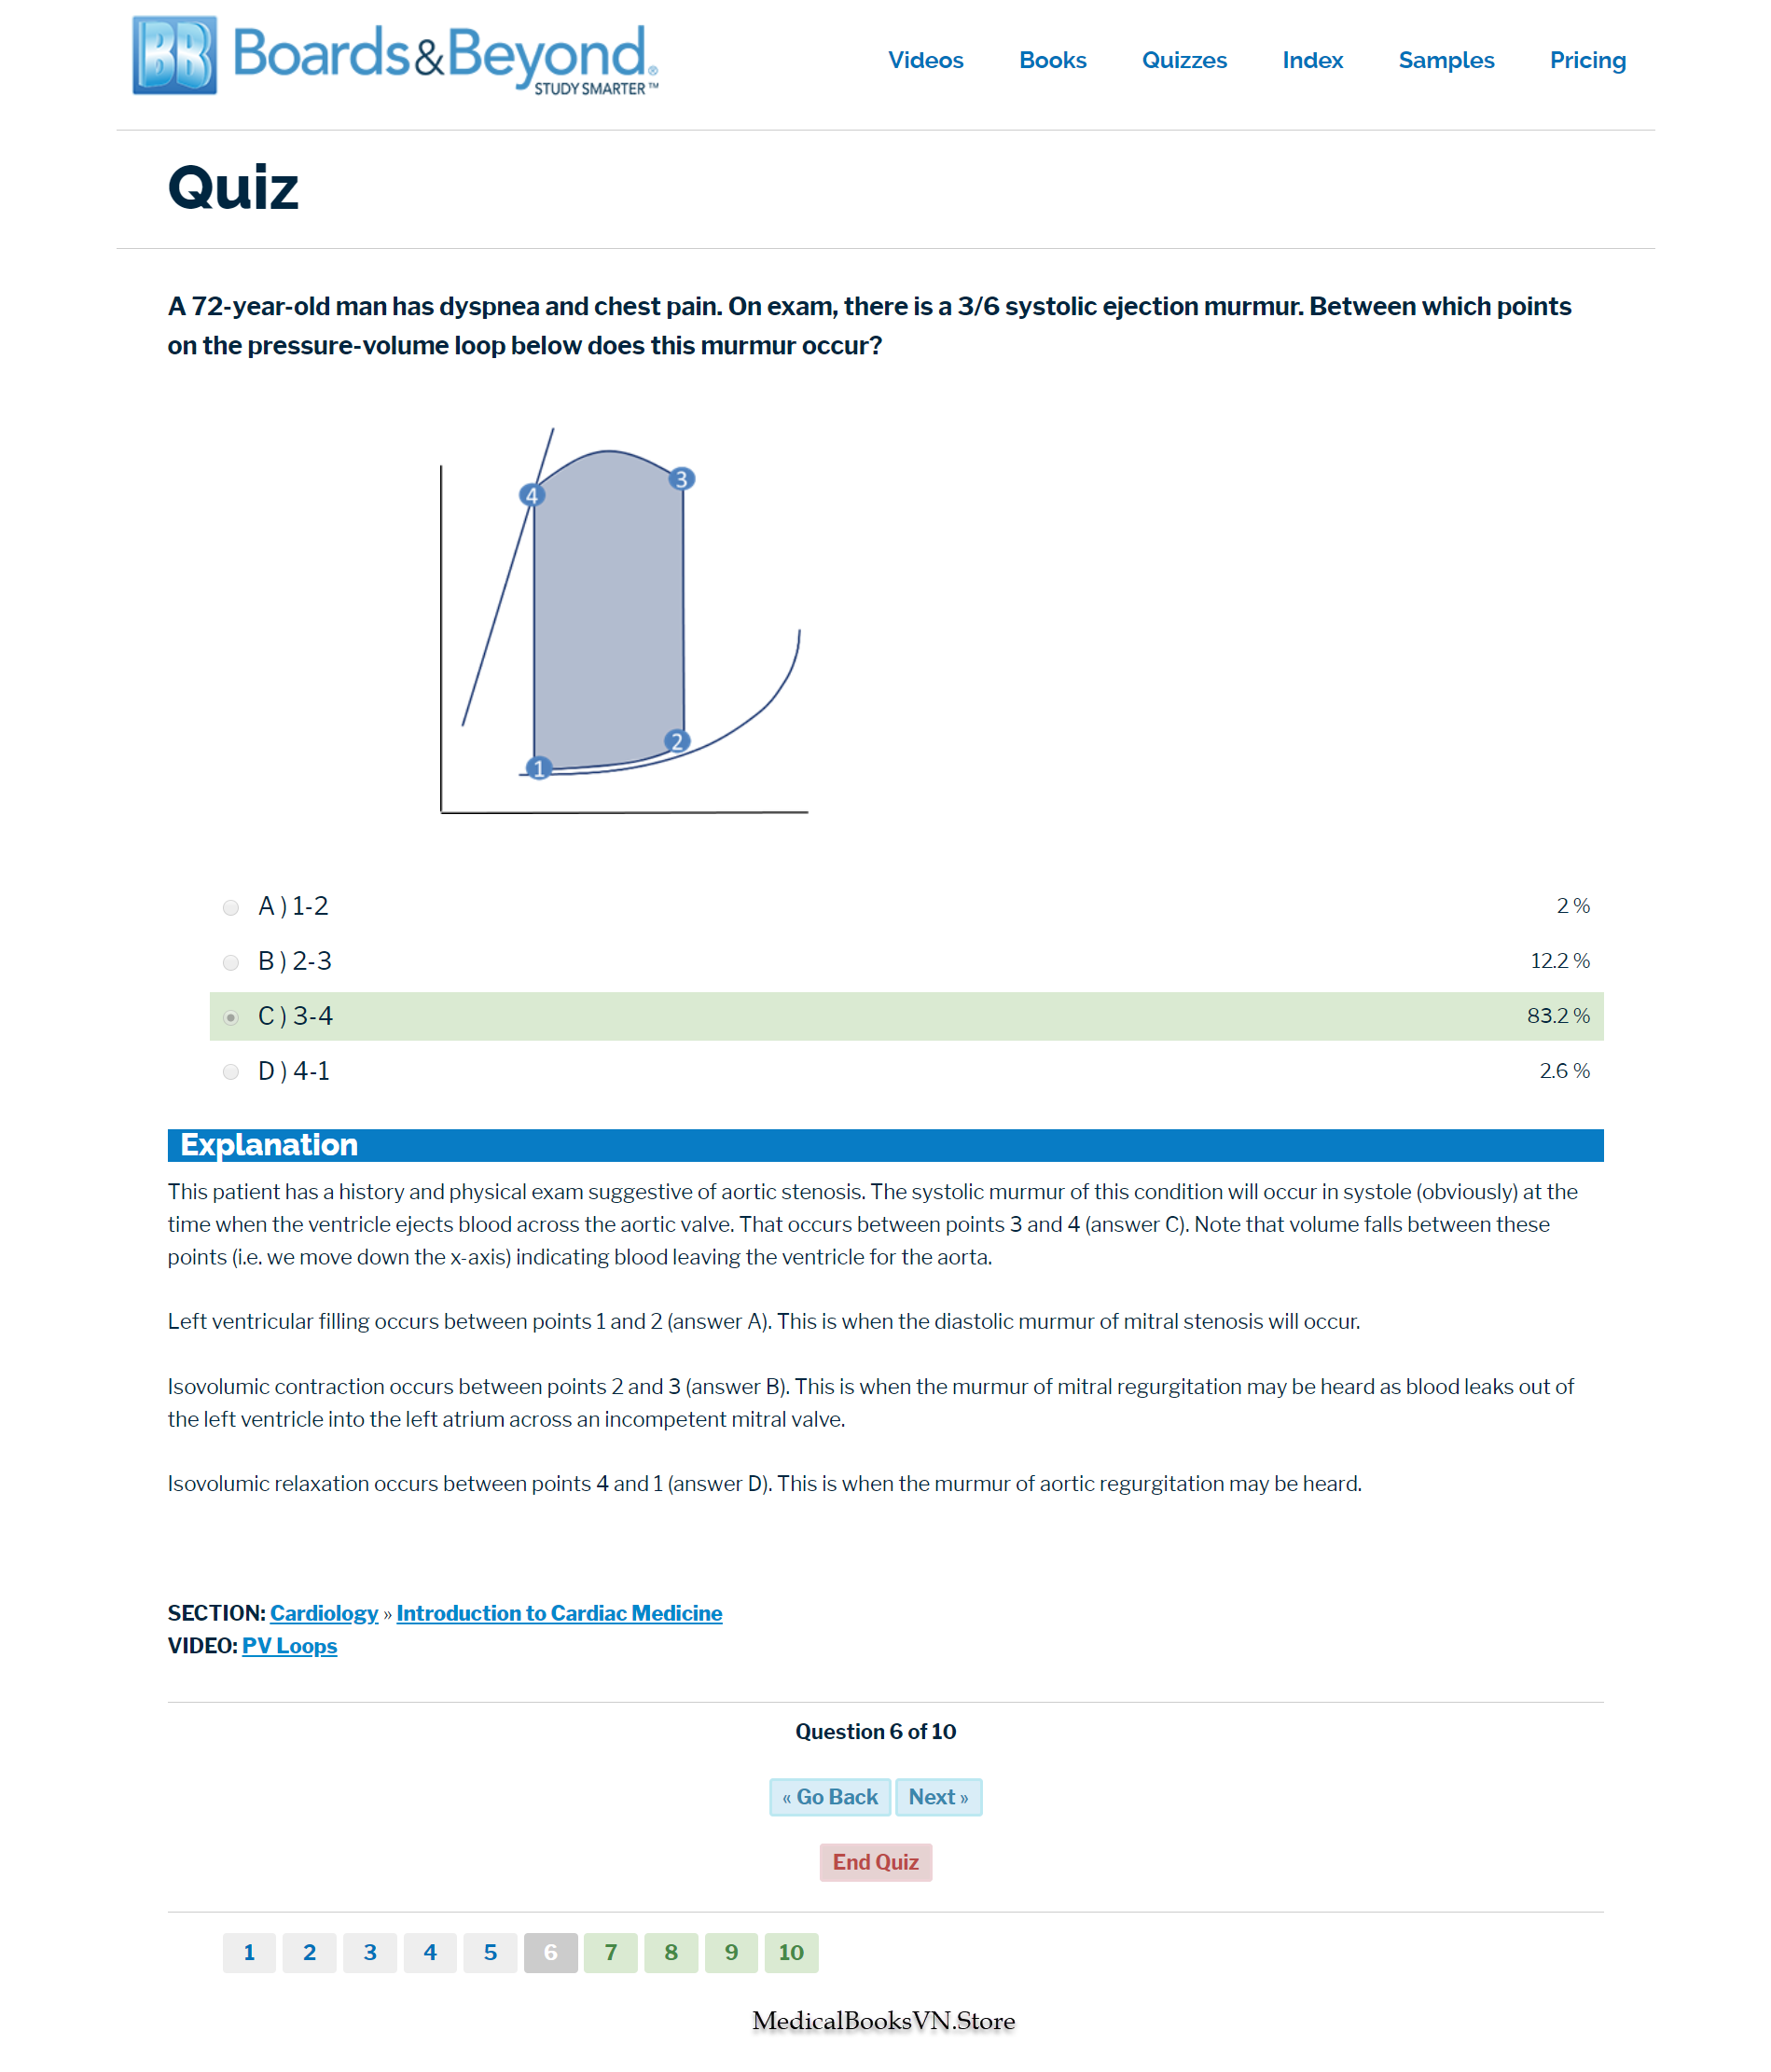 BB Boards&Beyond®
STUDY SMARTER™
Videos Books Quizzes Index Samples Pricing
Quiz
A 72-year-old man has dyspnea and chest pain. On exam, there is a 3/6 systolic ejection murmur. Between which points
on the pressure-volume loop below does this murmur occur?
4
3
2
1
A ) 1-2 2 %
B ) 2-3 12.2 %
C ) 3-4 83.2 %
D ) 4-1 2.6 %
Explanation
This patient has a history and physical exam suggestive of aortic stenosis. The systolic murmur of this condition will occur in systole (obviously) at the
time when the ventricle ejects blood across the aortic valve. That occurs between points 3 and 4 (answer C). Note that volume falls between these
points (i.e. we move down the x-axis) indicating blood leaving the ventricle for the aorta.
Left ventricular filling occurs between points 1 and 2 (answer A). This is when the diastolic murmur of mitral stenosis will occur.
Isovolumic contraction occurs between points 2 and 3 (answer B). This is when the murmur of mitral regurgitation may be heard as blood leaks out of
the left ventricle into the left atrium across an incompetent mitral valve.
Isovolumic relaxation occurs between points 4 and 1 (answer D). This is when the murmur of aortic regurgitation may be heard.
SECTION: Cardiology » Introduction to Cardiac Medicine
VIDEO: PV Loops
Question 6 of 10
« Go Back Next »
End Quiz
1 2 3 4 5 6 7 8 9 10
MedicalBooksVN.Store